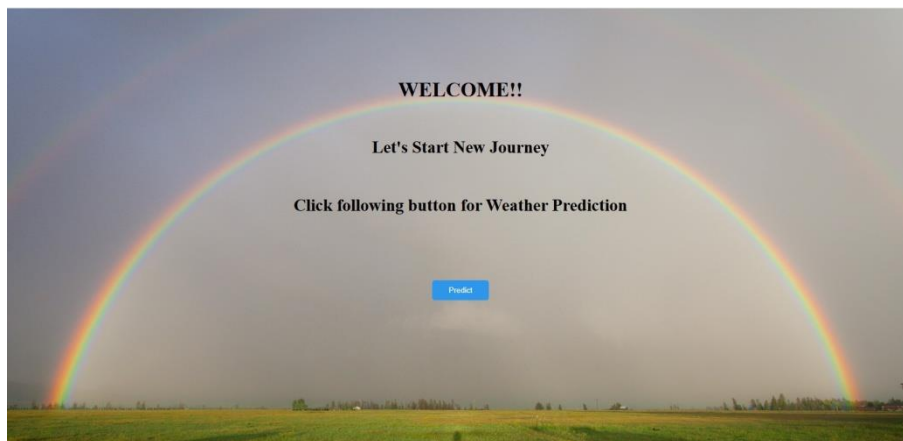 WELCOME!!
Let's Start New Journey
Click following button for Weather Prediction
Predict